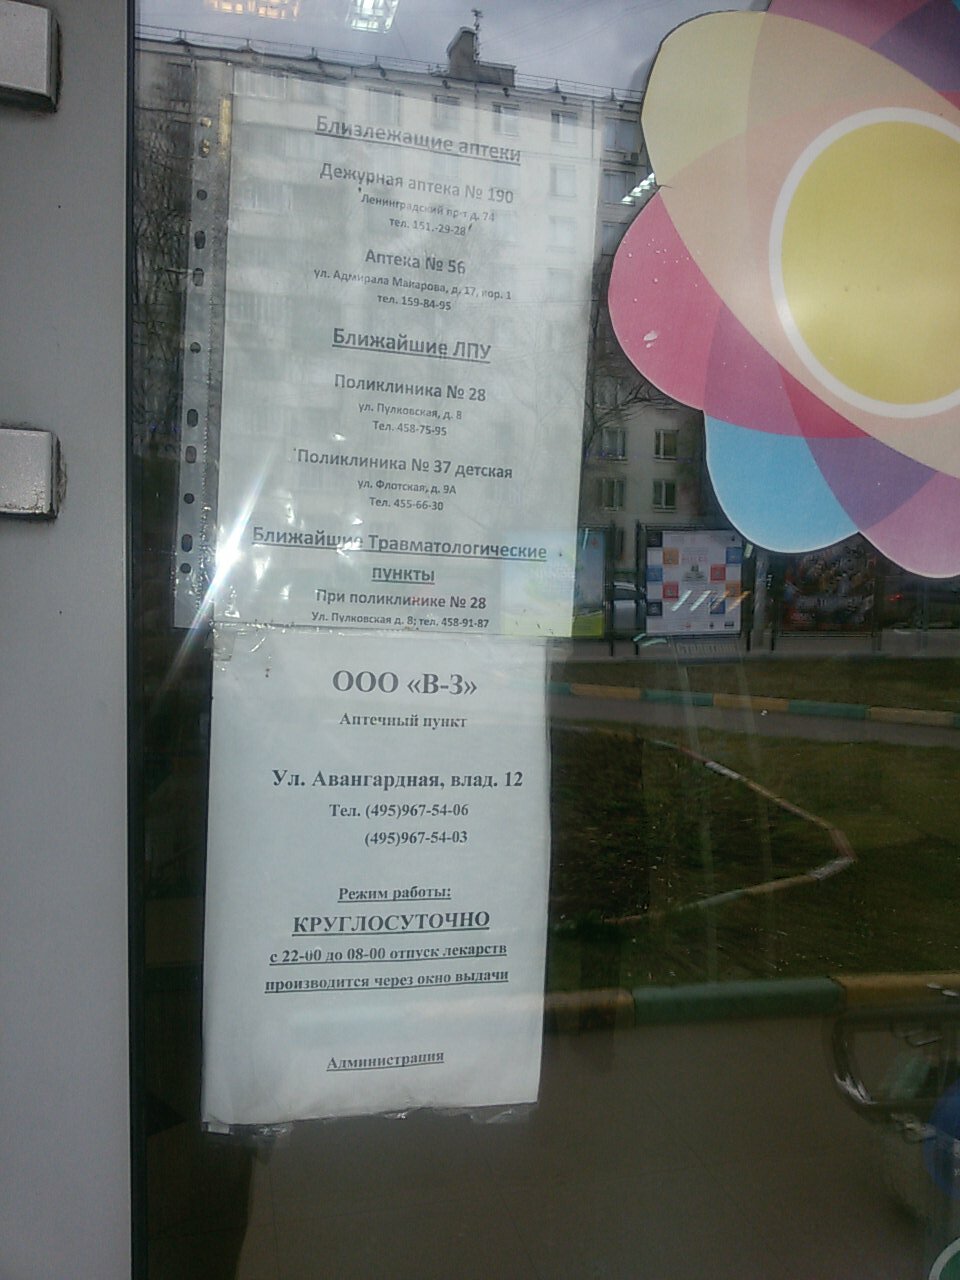 Близлежащие аптеки
Дежурная аптека № 190
Ленинградский пр-т д. 74
тел. 151.-29-28
Аптека № 56
ул. Адмирала Макарова, д. 17, кор. 1
тел. 159-84-95
Ближайшие ЛПУ
Поликлиника № 28
ул. Пулковская, д. 8
Тел. 458-75-95
Поликлиника № 37 детская
ул. Флотская, д. 9А
Тел. 455-66-30
Ближайшие Травматологические
пункты
При поликлинике № 28
Ул. Пулковская д. 8; тел. 458-91-87
ООО «В-З»
Аптечный пункт
Ул. Авангардная, влад. 12
Тел. (495)967-54-06
(495)967-54-03
Режим работы:
КРУГЛОСУТОЧНО
с 22-00 до 08-00 отпуск лекарств
производится через окно выдачи
Администрация